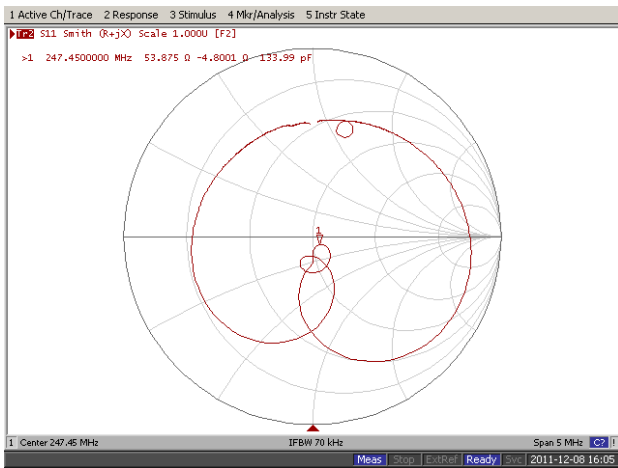 1 Active Ch/Trace 2 Response 3 Stimulus 4 Mkr/Analysis 5 Instr State
Tr2 S11 Smith (R+jX) Scale 1.000U [F2]
>1 247.4500000 MHz 53.875 Ω -4.8001 Ω 133.99 pF
1
1 Center 247.45 MHz IFBW 70 kHz Span 5 MHz C? !
Meas Stop ExtRef Ready Svc 2011-12-08 16:05